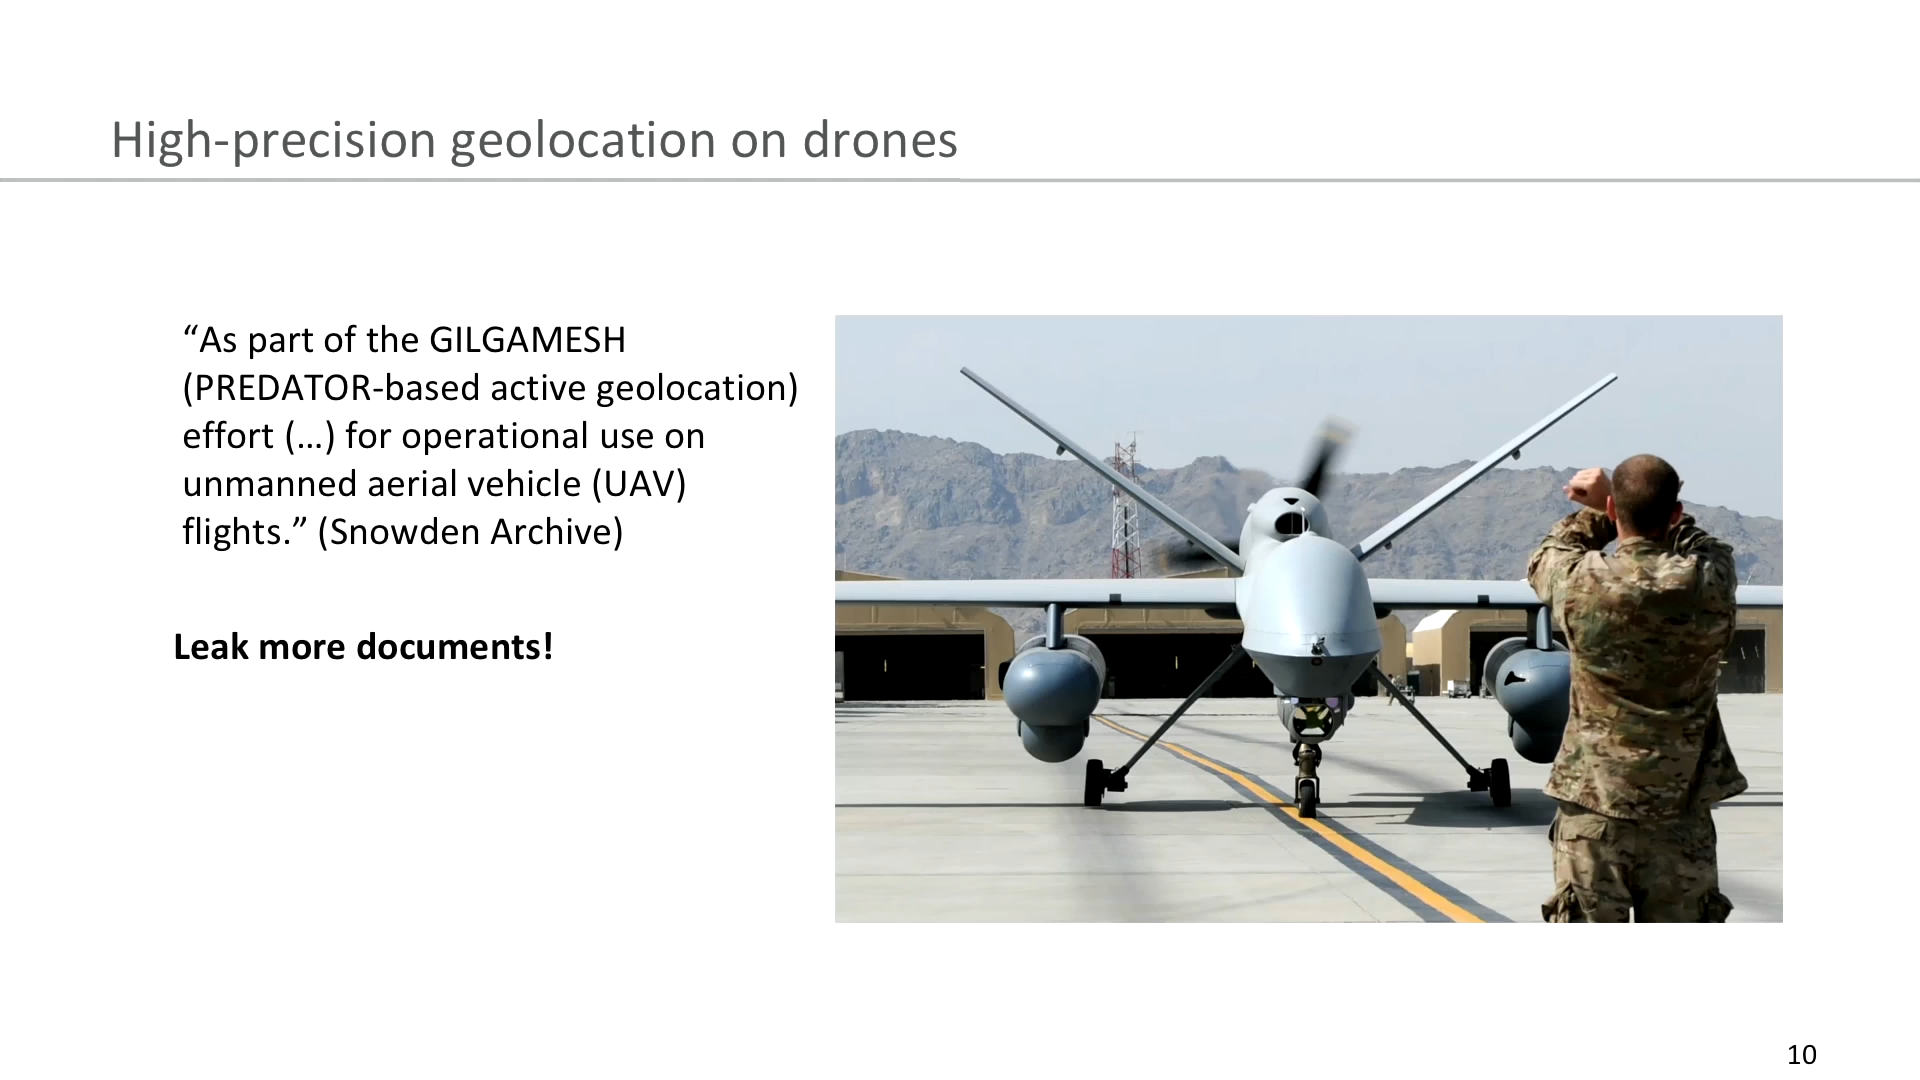 High-precision geolocation on drones
“As part of the GILGAMESH
(PREDATOR-based active geolocation)
effort (…) for operational use on
unmanned aerial vehicle (UAV)
flights.” (Snowden Archive)
Leak more documents!
10